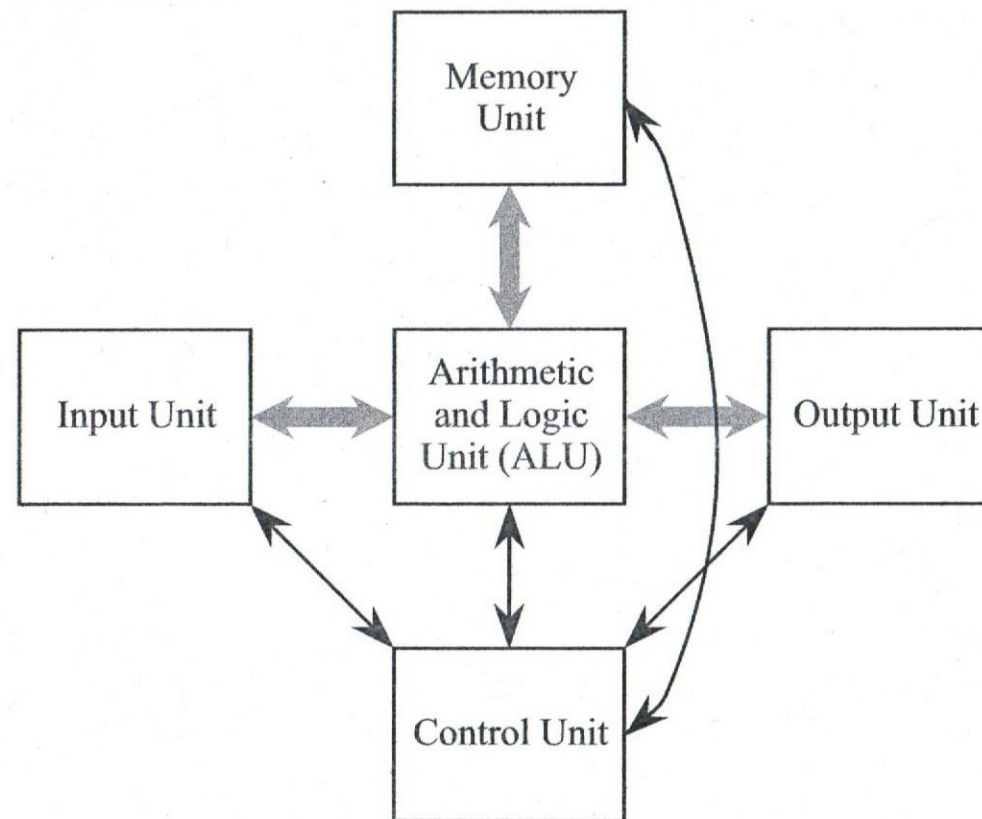 Memory
Unit
Input Unit
Arithmetic
and Logic
Unit (ALU)
Output Unit
Control Unit